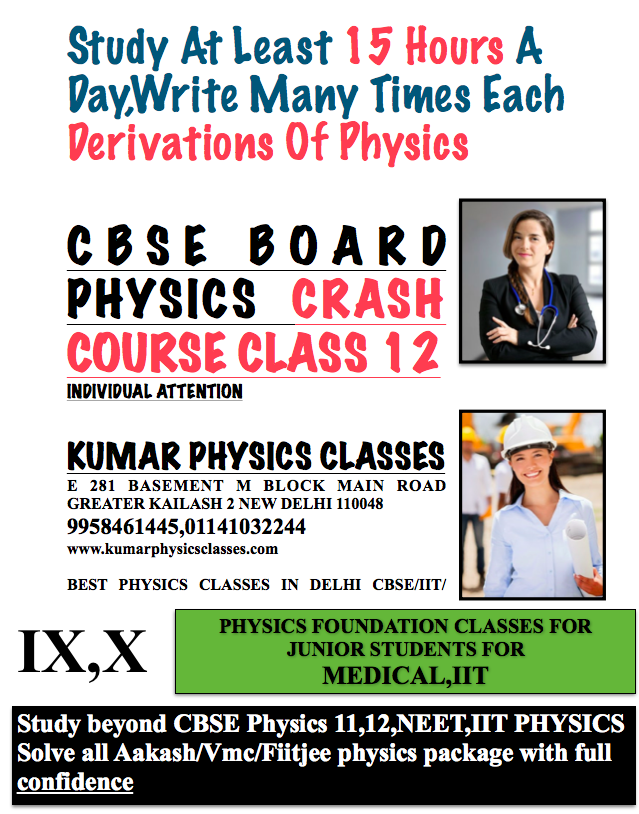 Study At Least 15 Hours A
Day,Write Many Times Each
Derivations Of Physics
CBSE BOARD
PHYSICS CRASH
COURSE CLASS 12
INDIVIDUAL ATTENTION
KUMAR PHYSICS CLASSES
E 281 BASEMENT M BLOCK MAIN ROAD
GREATER KAILASH 2 NEW DELHI 110048
9958461445,01141032244
www.kumarphysicsclasses.com
BEST PHYSICS CLASSES IN DELHI CBSE/IIT/
IX,X
PHYSICS FOUNDATION CLASSES FOR
JUNIOR STUDENTS FOR
MEDICAL,IIT
Study beyond CBSE Physics 11,12,NEET,IIT PHYSICS
Solve all Aakash/Vmc/Fiitjee physics package with full
confidence